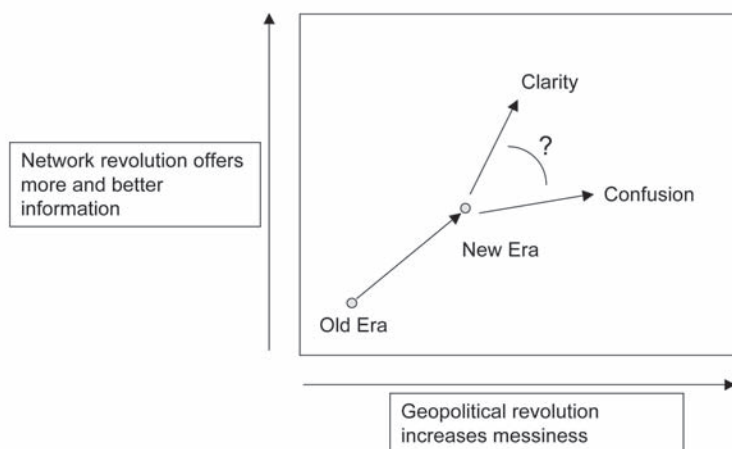 Clarity
?
Network revolution offers
more and better
information
Confusion
New Era
Old Era
Geopolitical revolution
increases messiness